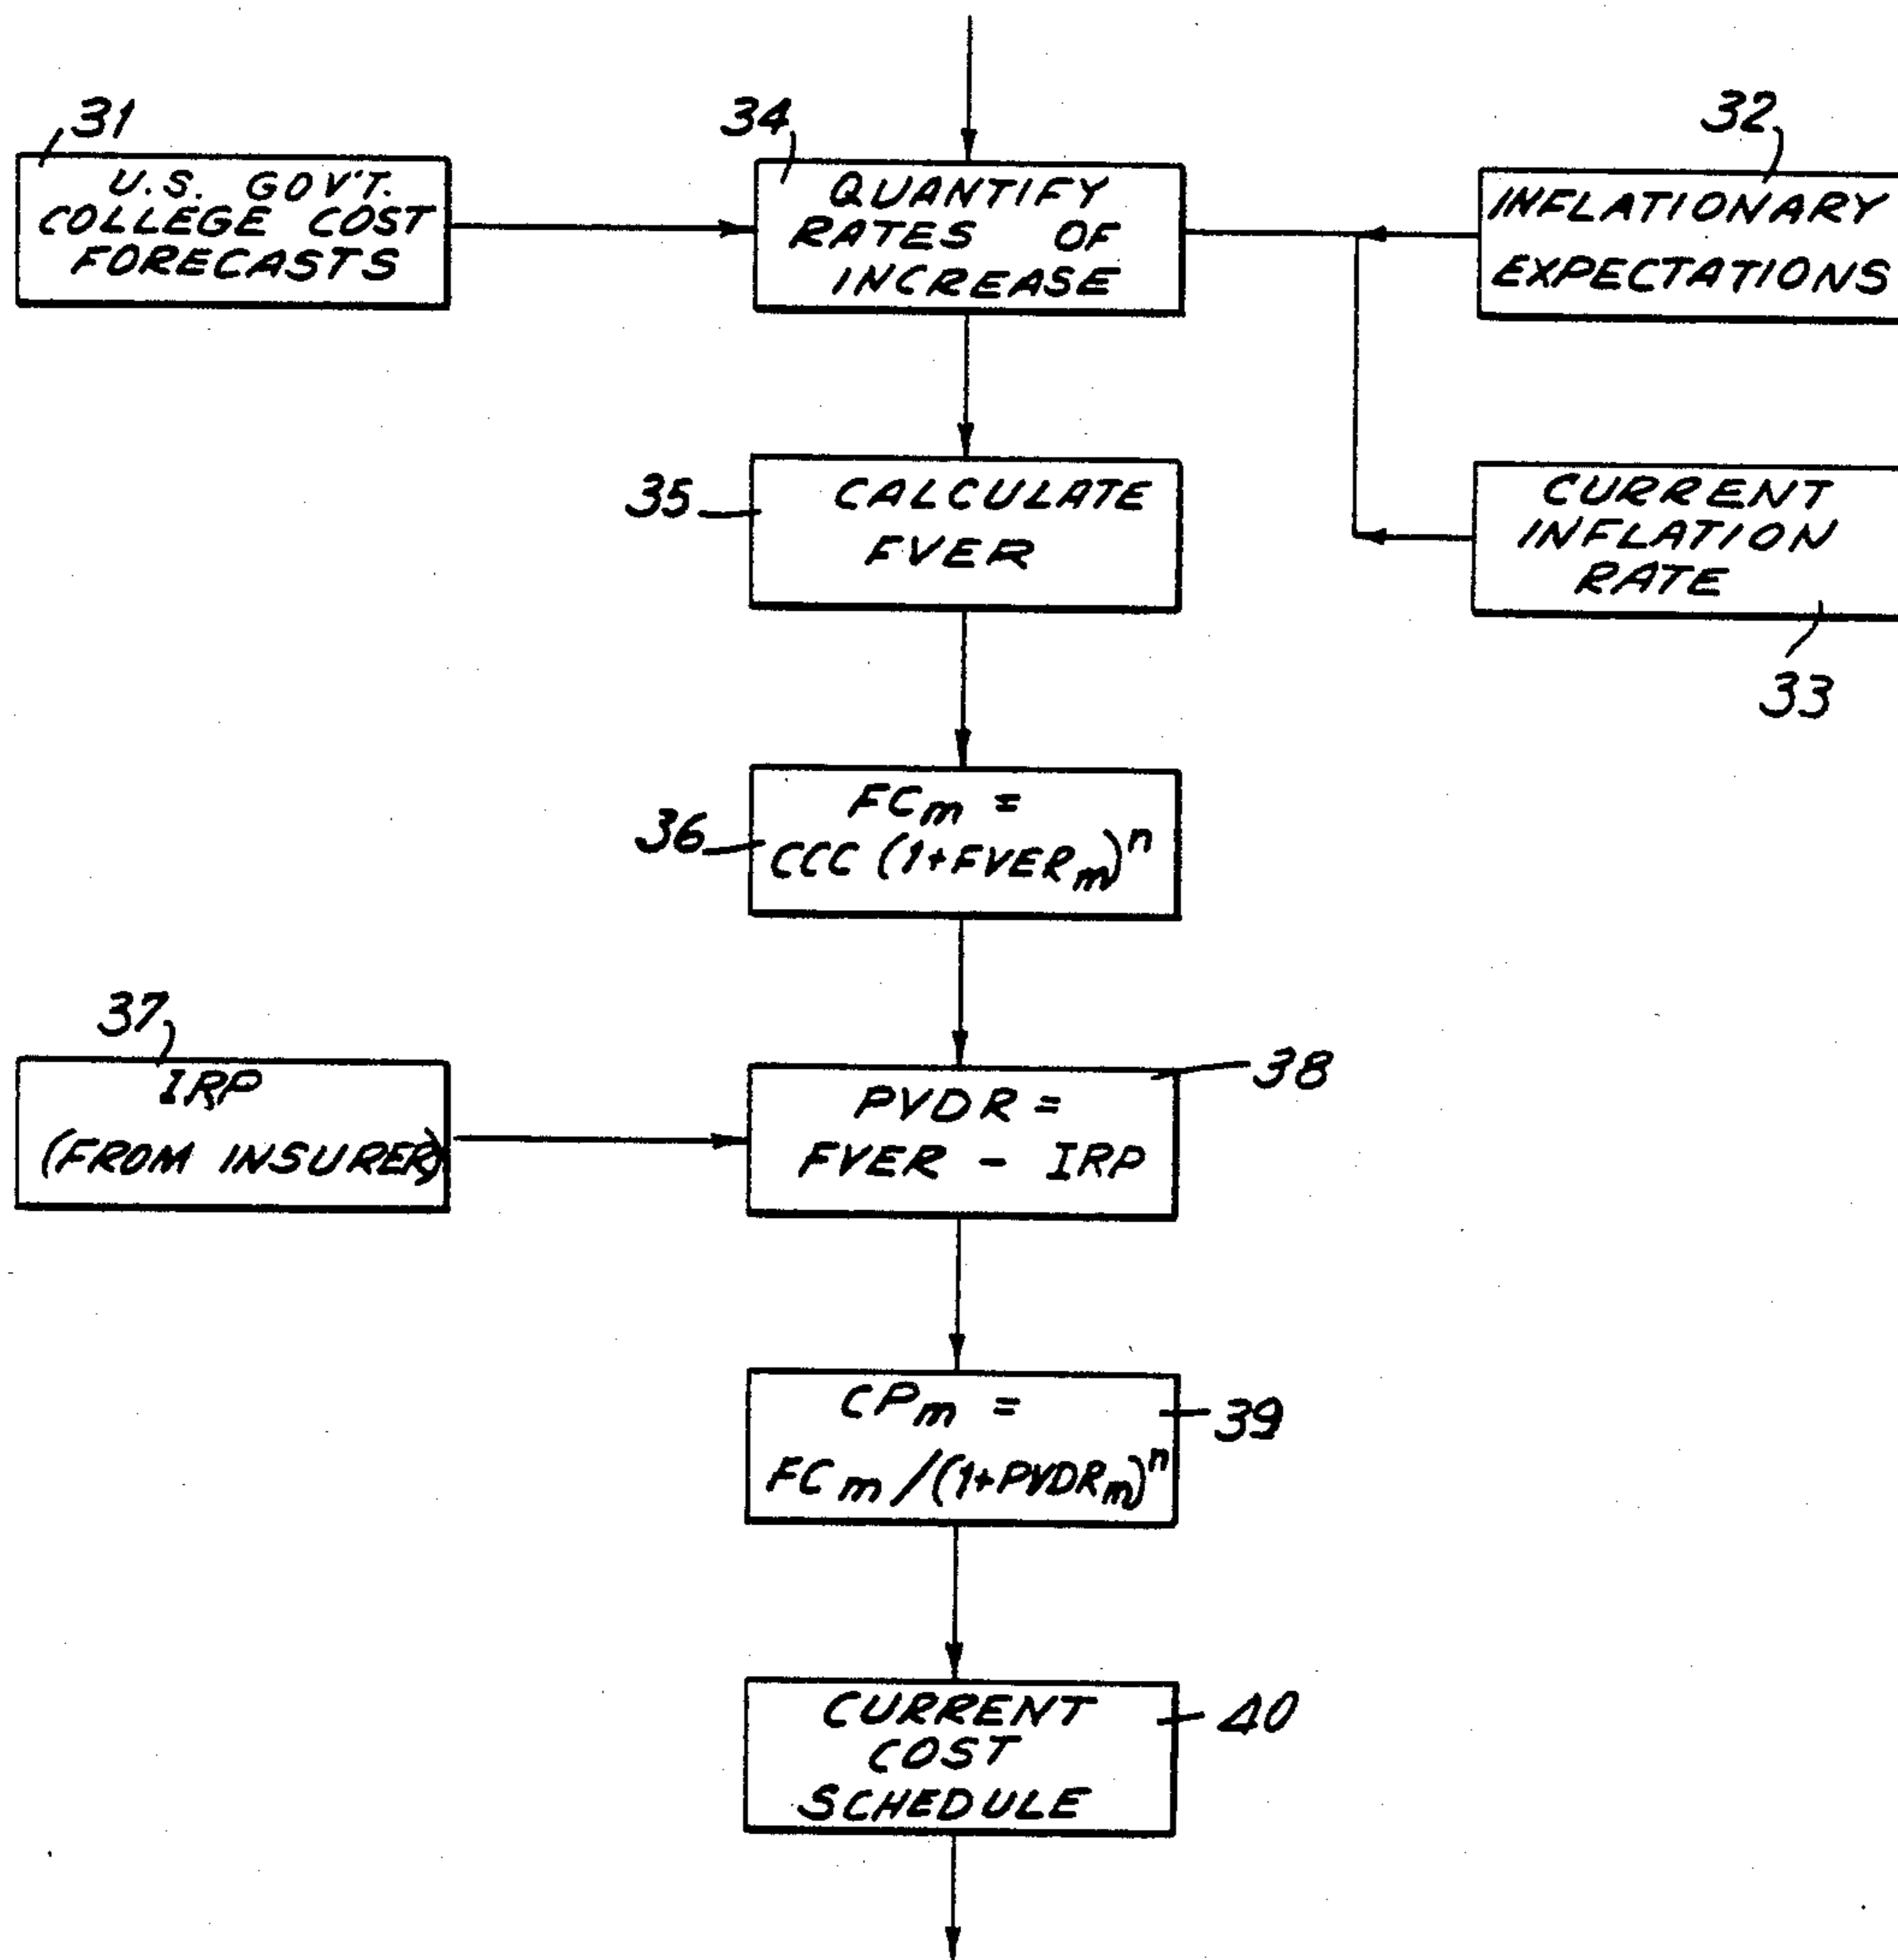 31
U.S. GOV'T.
COLLEGE COST
FORECASTS
34
QUANTIFY
RATES OF
INCREASE
32
INFLATIONARY
EXPECTATIONS
35
CALCULATE
FVER
CURRENT
INFLATION
RATE
33
36
FCm =
CCC (1+FVERm)^n
37
IRP
(FROM INSURER)
38
PVDR =
FVER - IRP
39
CPm =
FCm/(1+PVDRm)^n
40
CURRENT
COST
SCHEDULE